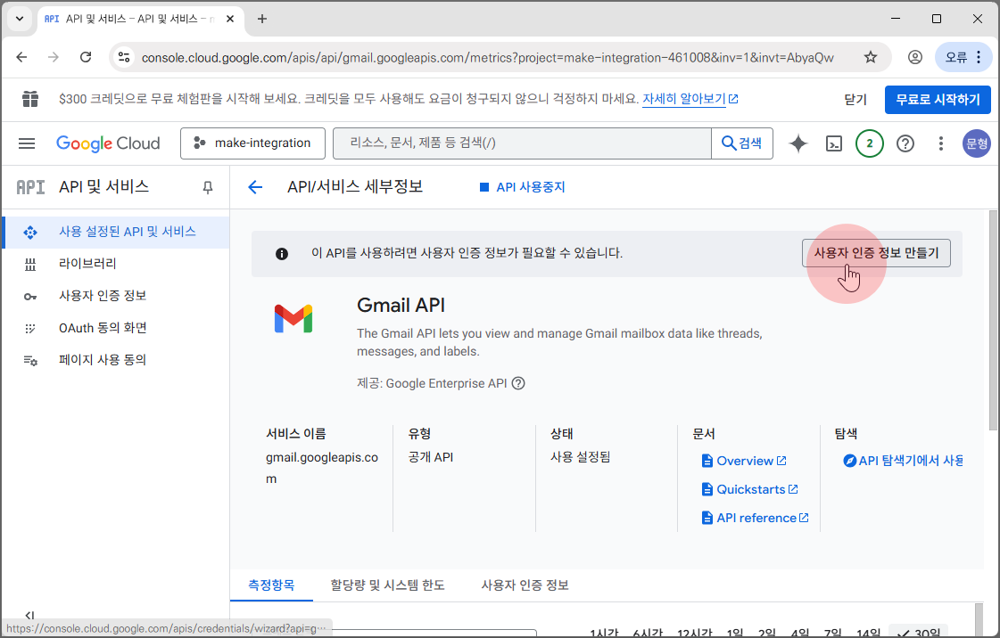 API API 및 서비스 – API 및 서비스 –
console.cloud.google.com/apis/api/gmail.googleapis.com/metrics?project=make-integration-461008&inv=1&invt=AbyaQw
오류
$300 크레딧으로 무료 체험판을 시작해 보세요. 크레딧을 모두 사용해도 요금이 청구되지 않으니 걱정하지 마세요. 자세히 알아보기
닫기
무료로 시작하기
Google Cloud
make-integration
리소스, 문서, 제품 등 검색(/)
검색
2
문형
API API 및 서비스
API/서비스 세부정보
API 사용중지
사용 설정된 API 및 서비스
라이브러리
사용자 인증 정보
OAuth 동의 화면
페이지 사용 동의
이 API를 사용하려면 사용자 인증 정보가 필요할 수 있습니다.
사용자 인증 정보 만들기
Gmail API
The Gmail API lets you view and manage Gmail mailbox data like threads,
messages, and labels.
제공: Google Enterprise API
서비스 이름
gmail.googleapis.co
m
유형
공개 API
상태
사용 설정됨
문서
Overview
Quickstarts
API reference
탐색
API 탐색기에서 사용
측정항목
할당량 및 시스템 한도
사용자 인증 정보
1시간 6시간 12시간 1일 2일 4일 7일 14일 30일
https://console.cloud.google.com/apis/credentials/wizard?api=g…